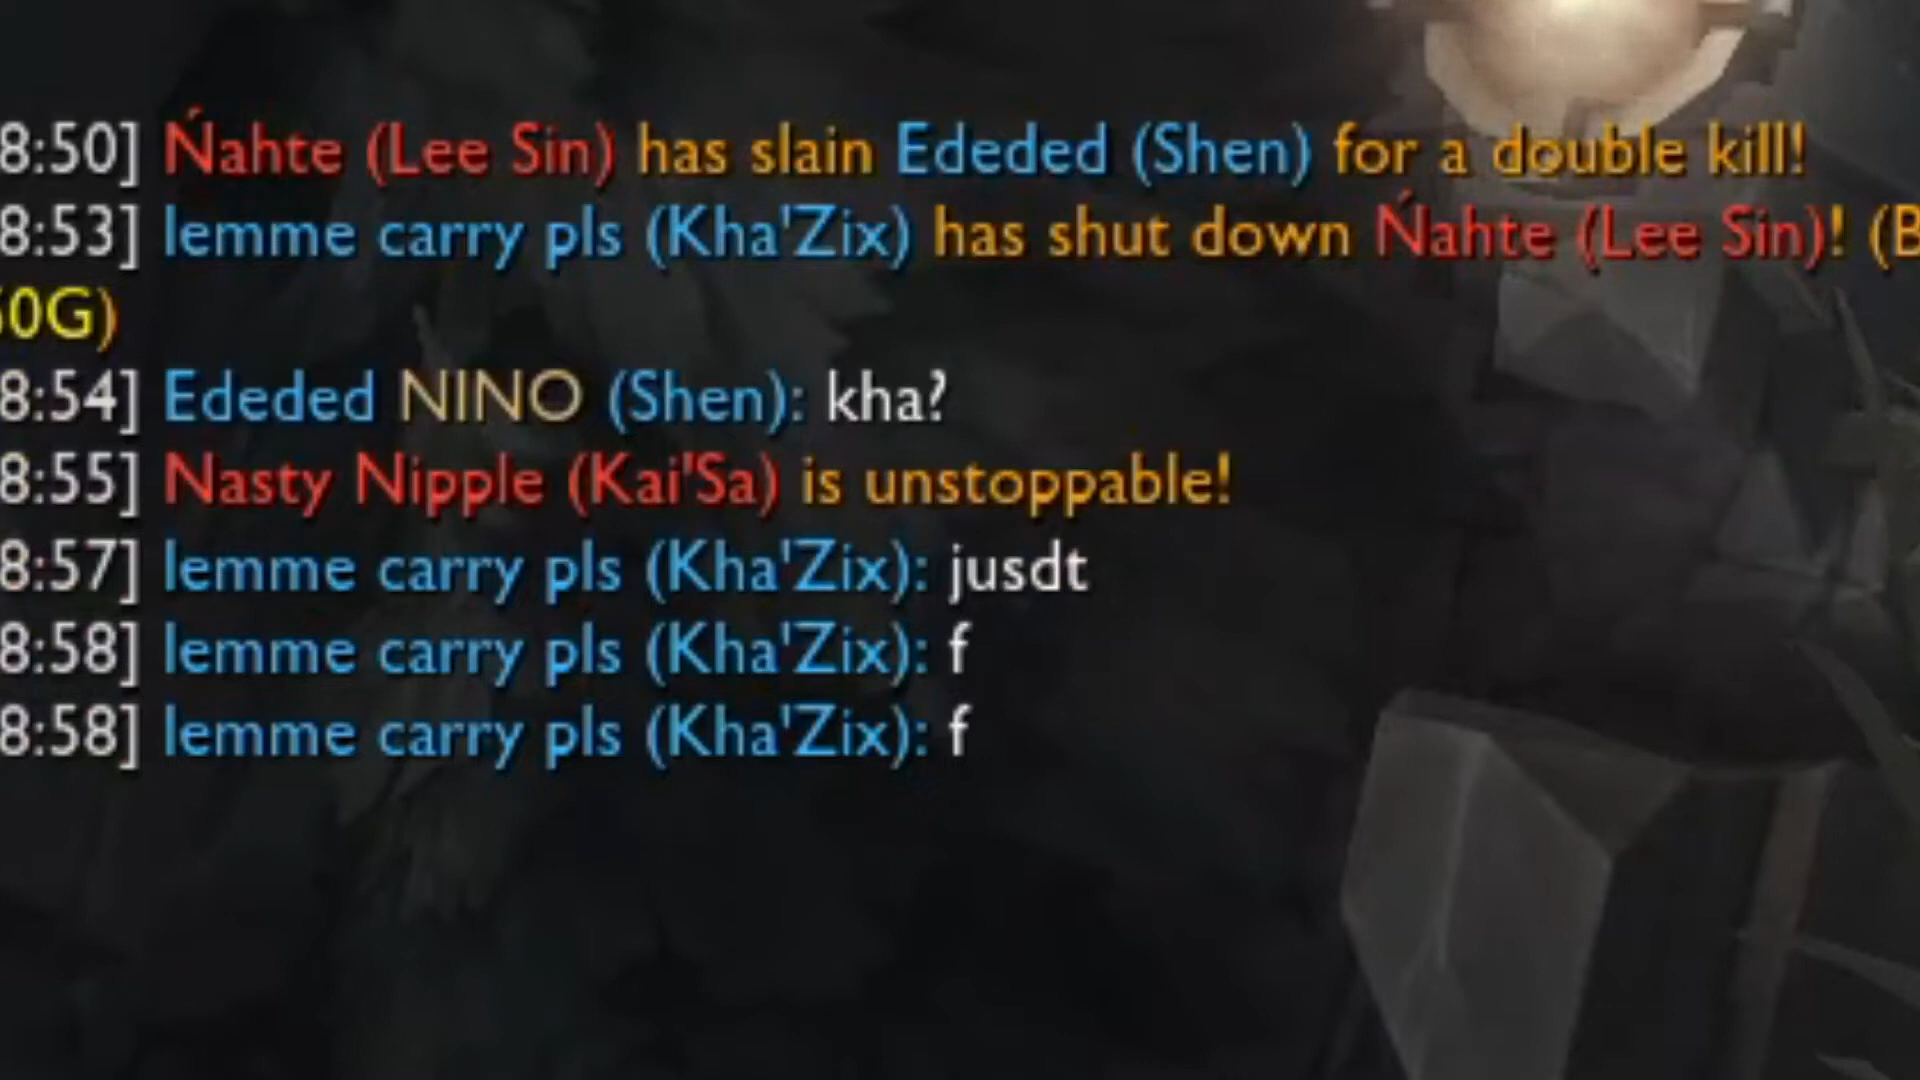 8:50] Ńahte (Lee Sin) has slain Ededed (Shen) for a double kill!
8:53] lemme carry pls (Kha'Zix) has shut down Ńahte (Lee Sin)! (B
0G)
8:54] Ededed NINO (Shen): kha?
8:55] Nasty Nipple (Kai'Sa) is unstoppable!
8:57] lemme carry pls (Kha'Zix): jusdt
8:58] lemme carry pls (Kha'Zix): f
8:58] lemme carry pls (Kha'Zix): f